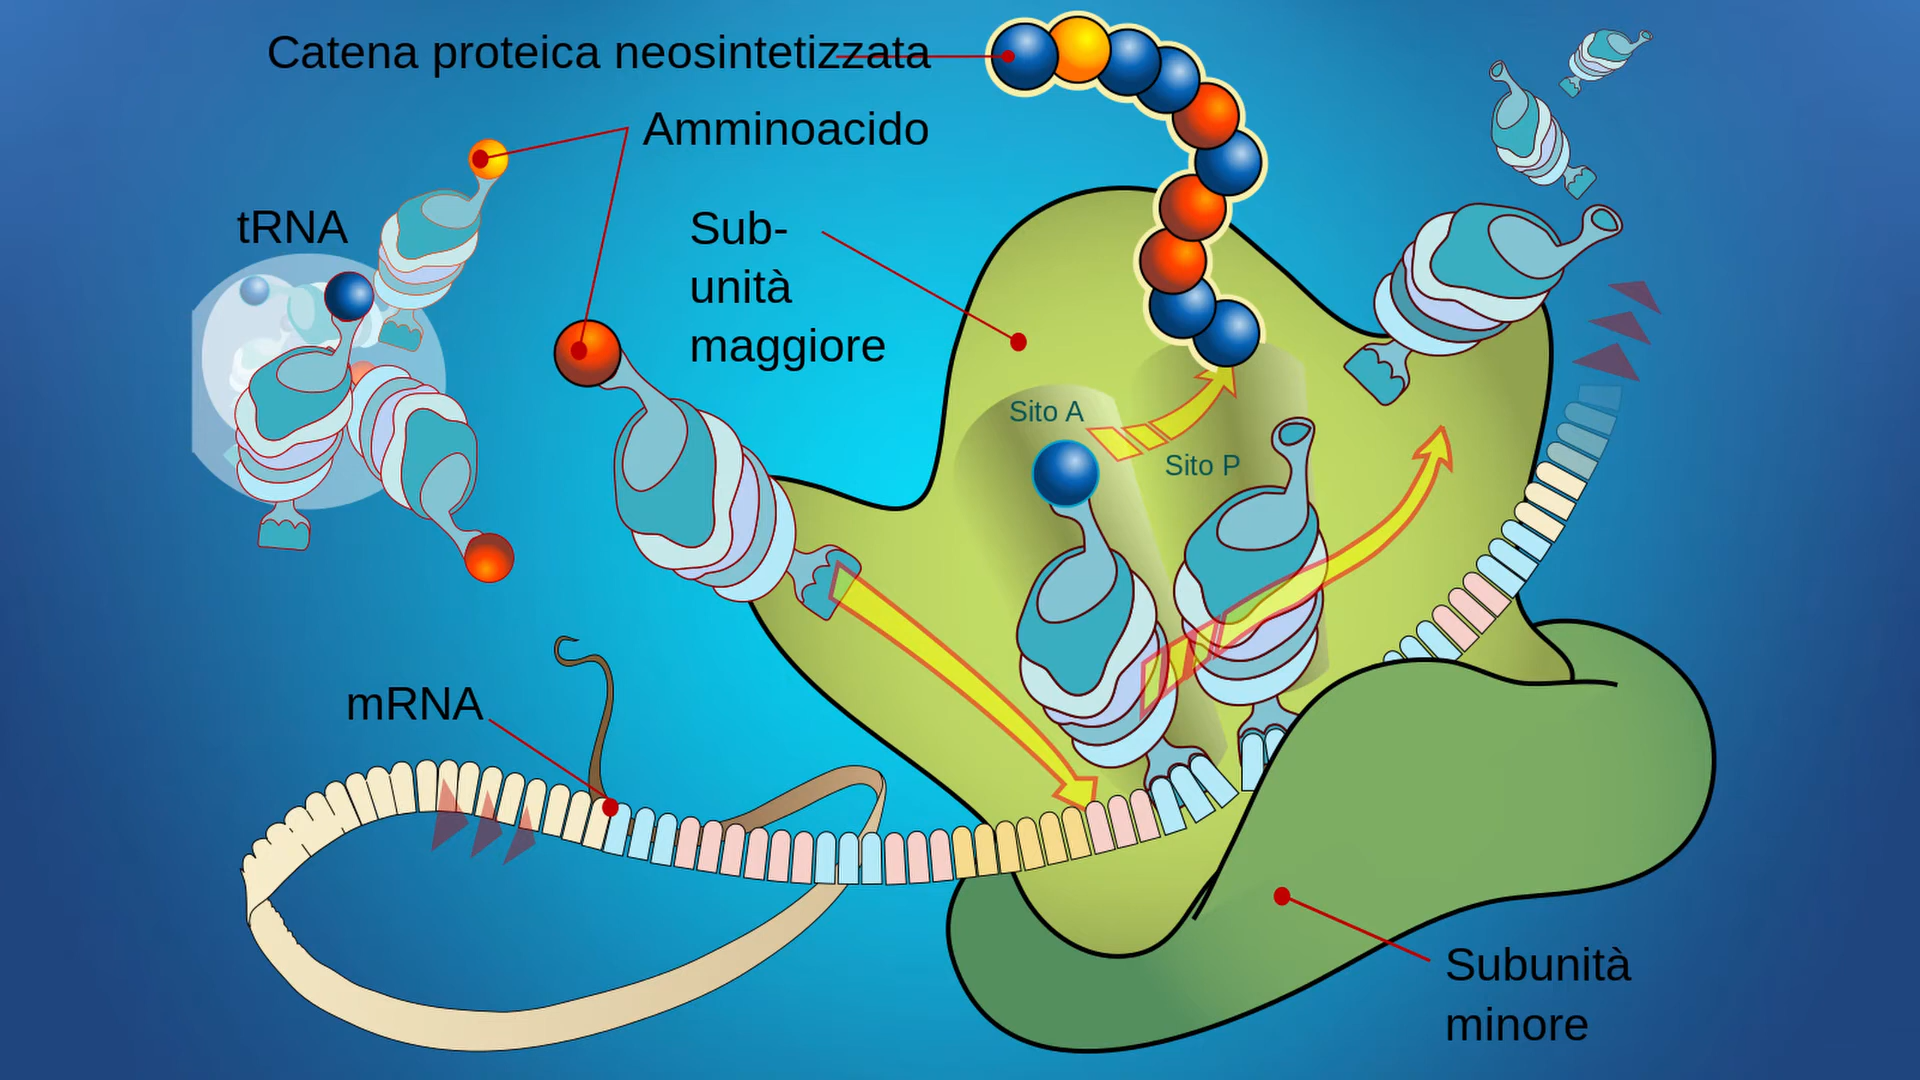 Catena proteica neosintetizzata
Amminoacido
tRNA
Sub-
unità
maggiore
Sito A
Sito P
mRNA
Subunità
minore